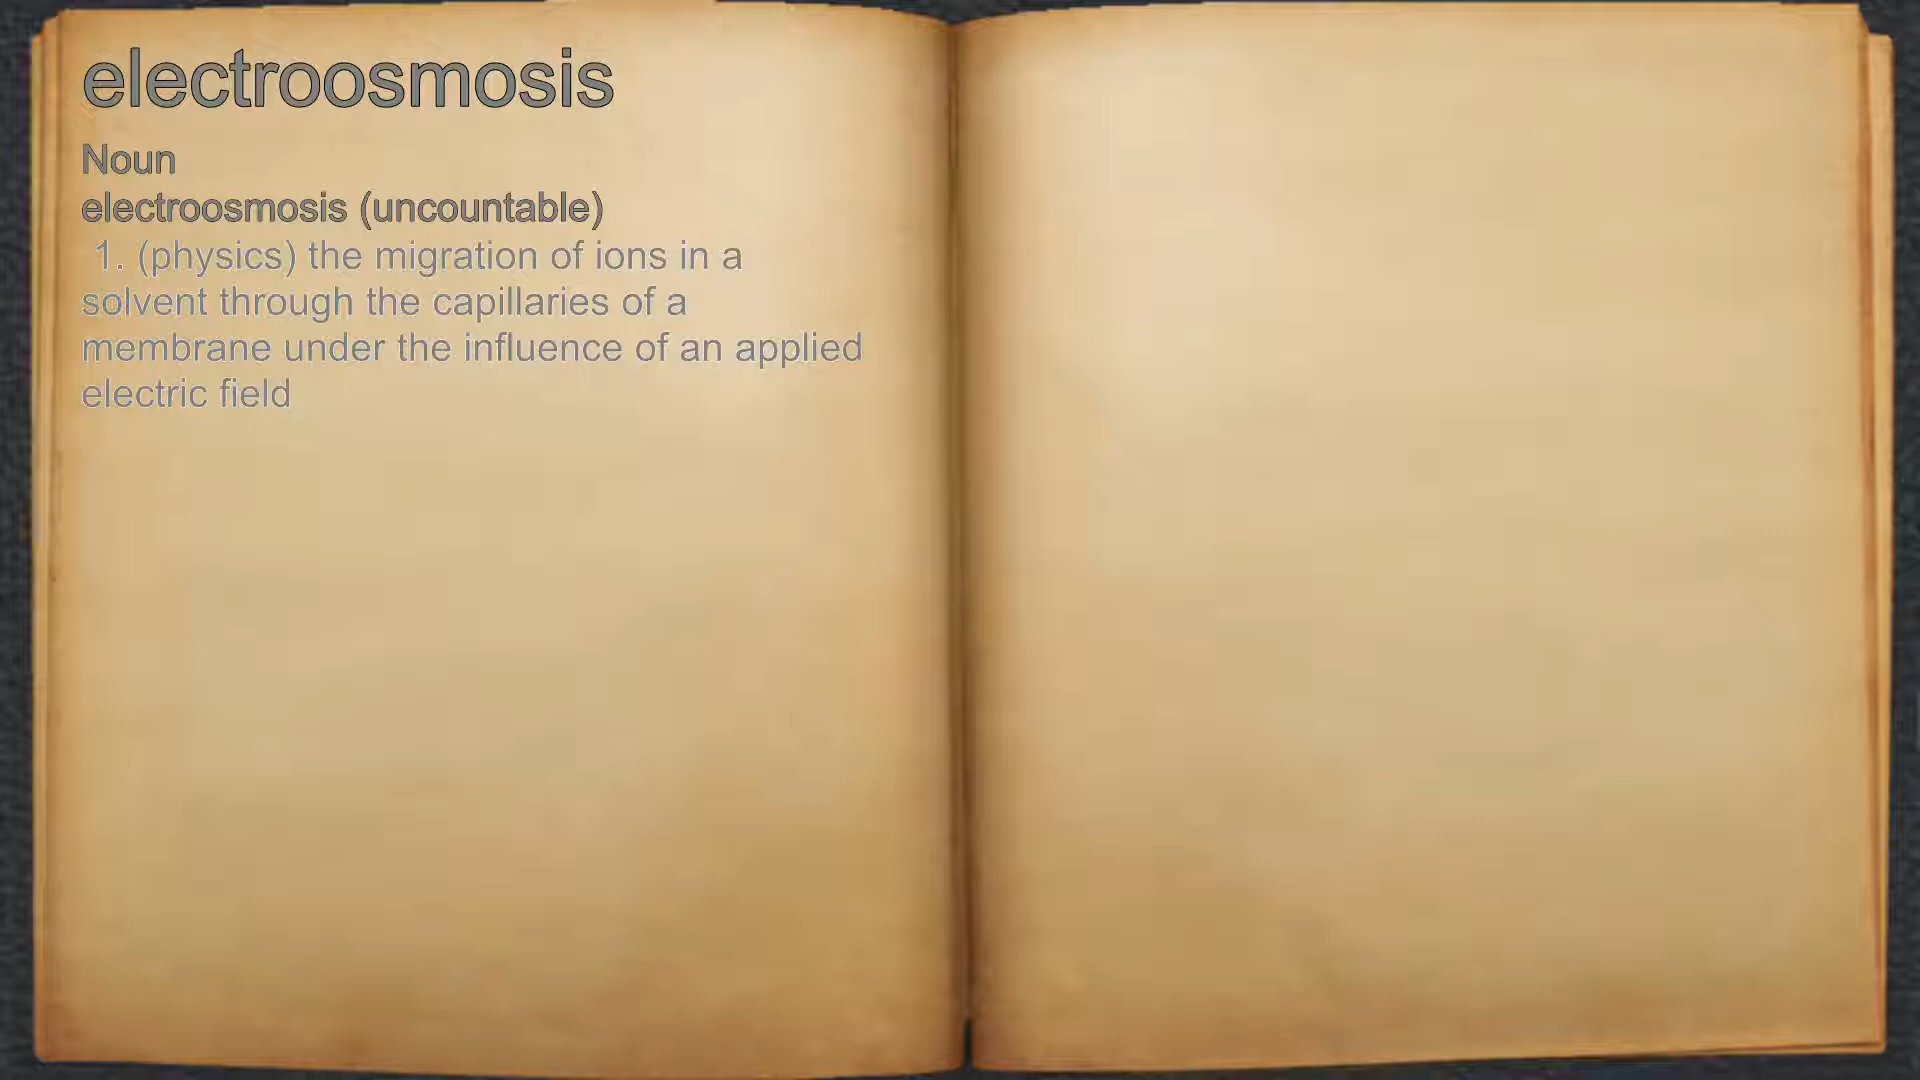 electroosmosis
Noun
electroosmosis (uncountable)
1. (physics) the migration of ions in a
solvent through the capillaries of a
membrane under the influence of an applied
electric field